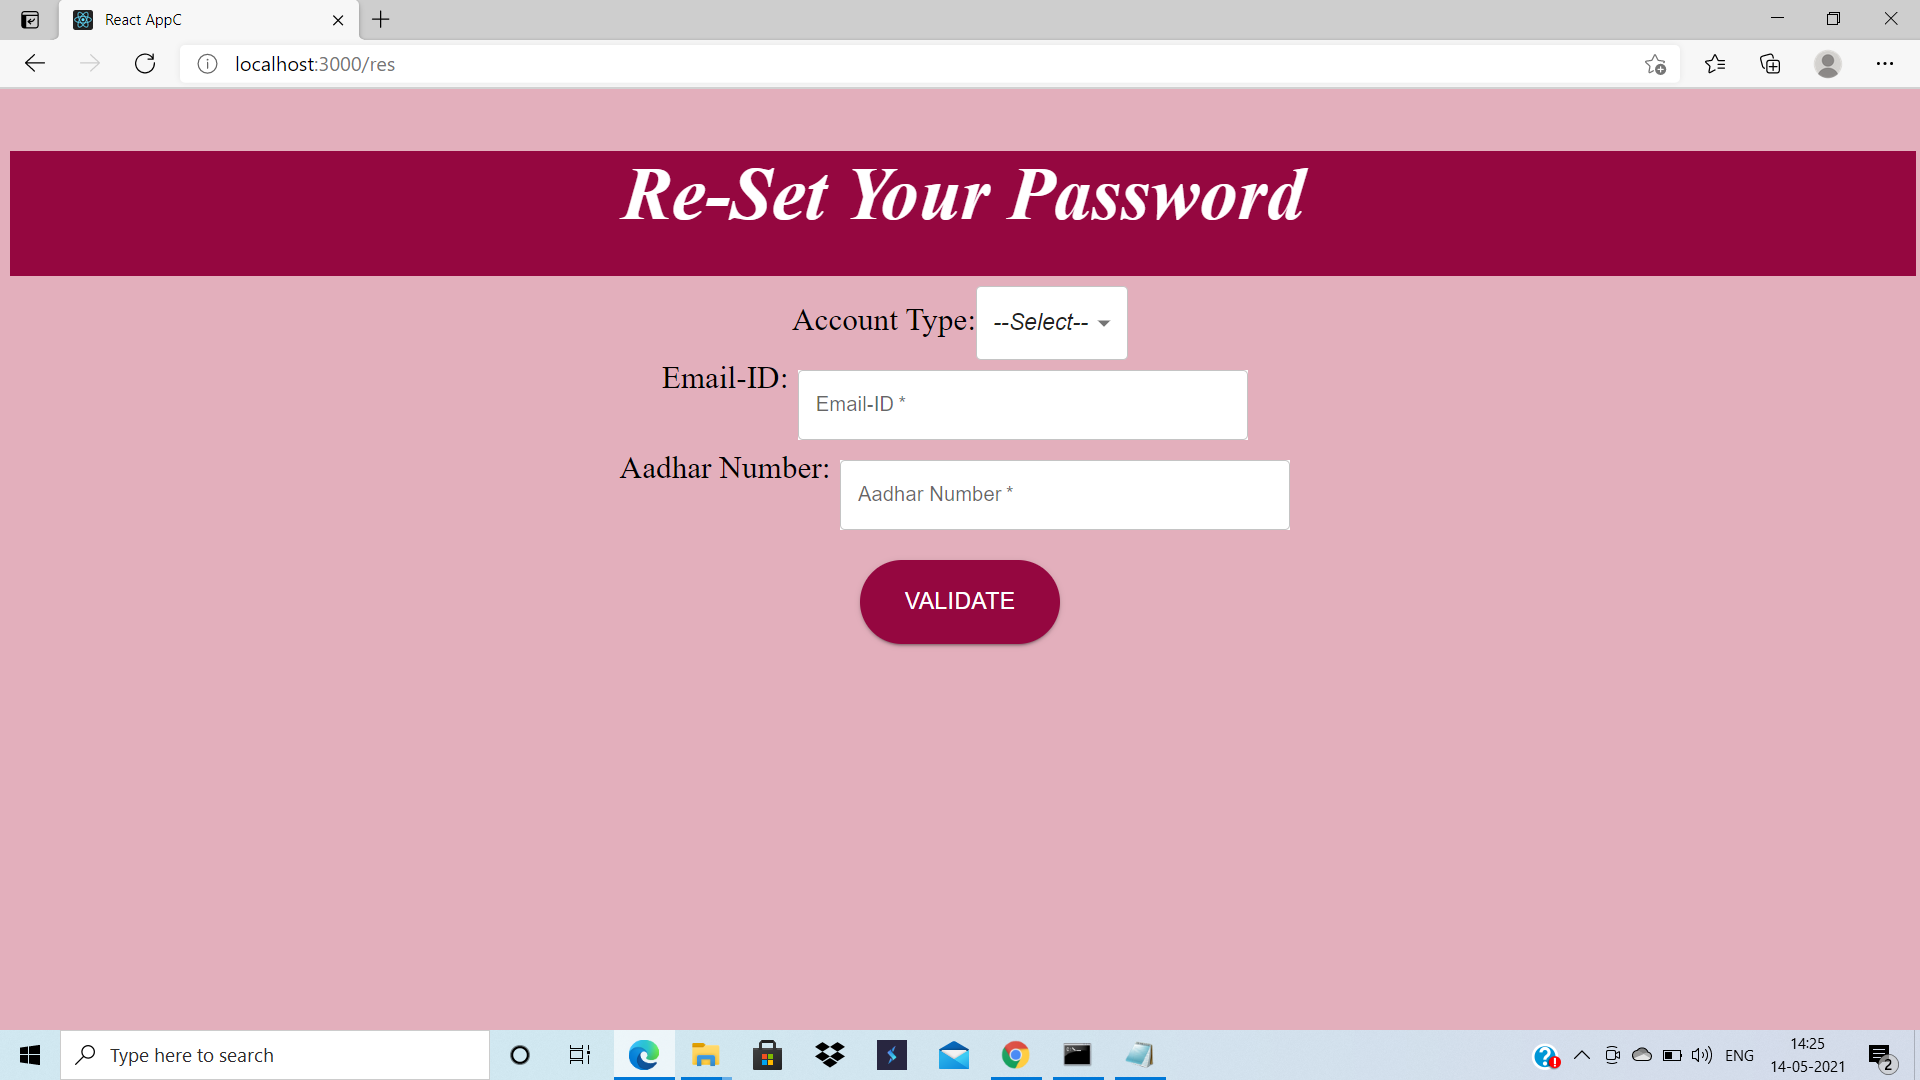 React AppC
localhost:3000/res
Re-Set Your Password
Account Type: --Select--
Email-ID: Email-ID *
Aadhar Number: Aadhar Number *
VALIDATE
Type here to search
ENG
14:25
14-05-2021
2